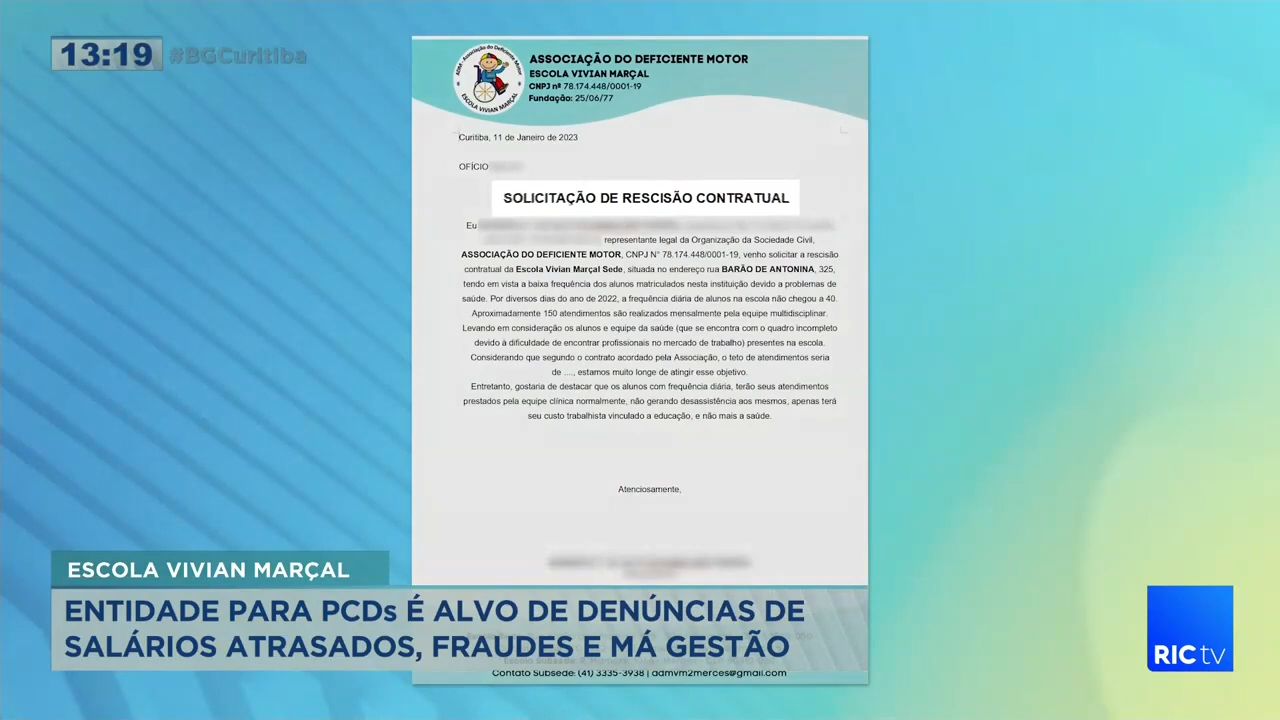 13:19 #BGCuritiba
ADM - Associação do Deficiente Motor
ESCOLA VIVIAN MARÇAL
ASSOCIAÇÃO DO DEFICIENTE MOTOR
ESCOLA VIVIAN MARÇAL
CNPJ nº 78.174.448/0001-19
Fundação: 25/06/77
Curitiba, 11 de Janeiro de 2023
OFÍCIO
SOLICITAÇÃO DE RESCISÃO CONTRATUAL
Eu
representante legal da Organização da Sociedade Civil,
ASSOCIAÇÃO DO DEFICIENTE MOTOR, CNPJ N° 78.174.448/0001-19, venho solicitar a rescisão
contratual da Escola Vivian Marçal Sede, situada no endereço rua BARÃO DE ANTONINA, 325,
tendo em vista a baixa frequência dos alunos matriculados nesta instituição devido a problemas de
saúde. Por diversos dias do ano de 2022, a frequência diária de alunos na escola não chegou a 40.
Aproximadamente 150 atendimentos são realizados mensalmente pela equipe multidisciplinar.
Levando em consideração os alunos e equipe da saúde (que se encontra com o quadro incompleto
devido à dificuldade de encontrar profissionais no mercado de trabalho) presentes na escola.
Considerando que segundo o contrato acordado pela Associação, o teto de atendimentos seria
de ...., estamos muito longe de atingir esse objetivo.
Entretanto, gostaria de destacar que os alunos com frequência diária, terão seus atendimentos
prestados pela equipe clínica normalmente, não gerando desassistência aos mesmos, apenas terá
seu custo trabalhista vinculado a educação, e não mais a saúde.
Atenciosamente,
ESCOLA VIVIAN MARÇAL
ENTIDADE PARA PCDs É ALVO DE DENÚNCIAS DE
SALÁRIOS ATRASADOS, FRAUDES E MÁ GESTÃO
Contato Subsede: (41) 3335-3938 | admvm2merces@gmail.com
RIC tv